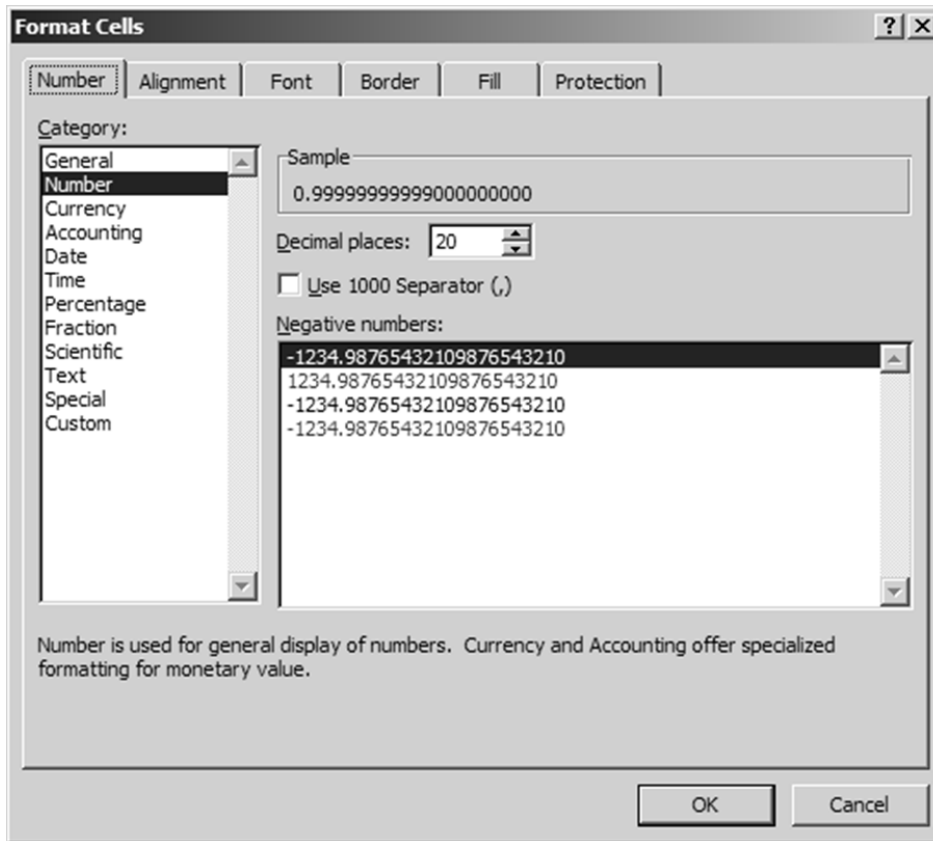 Format Cells
Number Alignment Font Border Fill Protection
Category:
General
Number
Currency
Accounting
Date
Time
Percentage
Fraction
Scientific
Text
Special
Custom
Sample
0.99999999999000000000
Decimal places: 20
Use 1000 Separator (,)
Negative numbers:
-1234.98765432109876543210
1234.98765432109876543210
-1234.98765432109876543210
-1234.98765432109876543210
Number is used for general display of numbers. Currency and Accounting offer specialized
formatting for monetary value.
OK Cancel